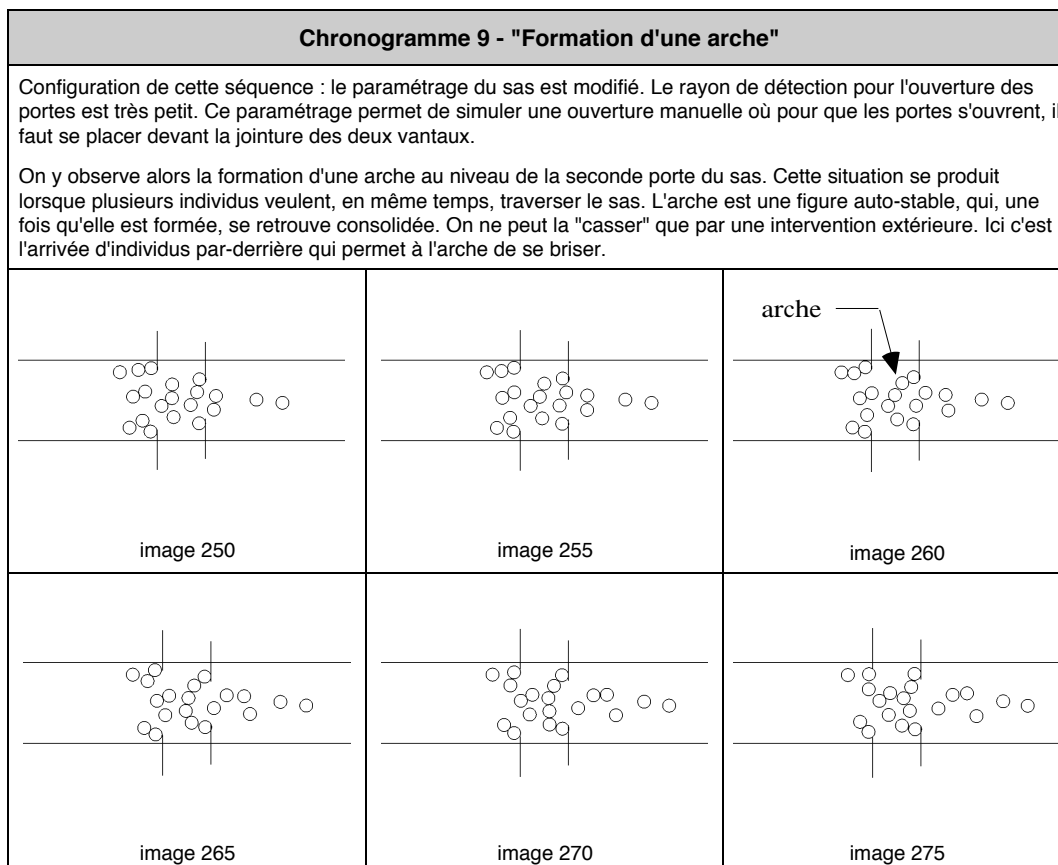 Chronogramme 9 - "Formation d'une arche"
Configuration de cette séquence : le paramétrage du sas est modifié. Le rayon de détection pour l'ouverture des
portes est très petit. Ce paramétrage permet de simuler une ouverture manuelle où pour que les portes s'ouvrent, il
faut se placer devant la jointure des deux vantaux.
On y observe alors la formation d'une arche au niveau de la seconde porte du sas. Cette situation se produit
lorsque plusieurs individus veulent, en même temps, traverser le sas. L'arche est une figure auto-stable, qui, une
fois qu'elle est formée, se retrouve consolidée. On ne peut la "casser" que par une intervention extérieure. Ici c'est
l'arrivée d'individus par-derrière qui permet à l'arche de se briser.
arche
image 250
image 255
image 260
image 265
image 270
image 275